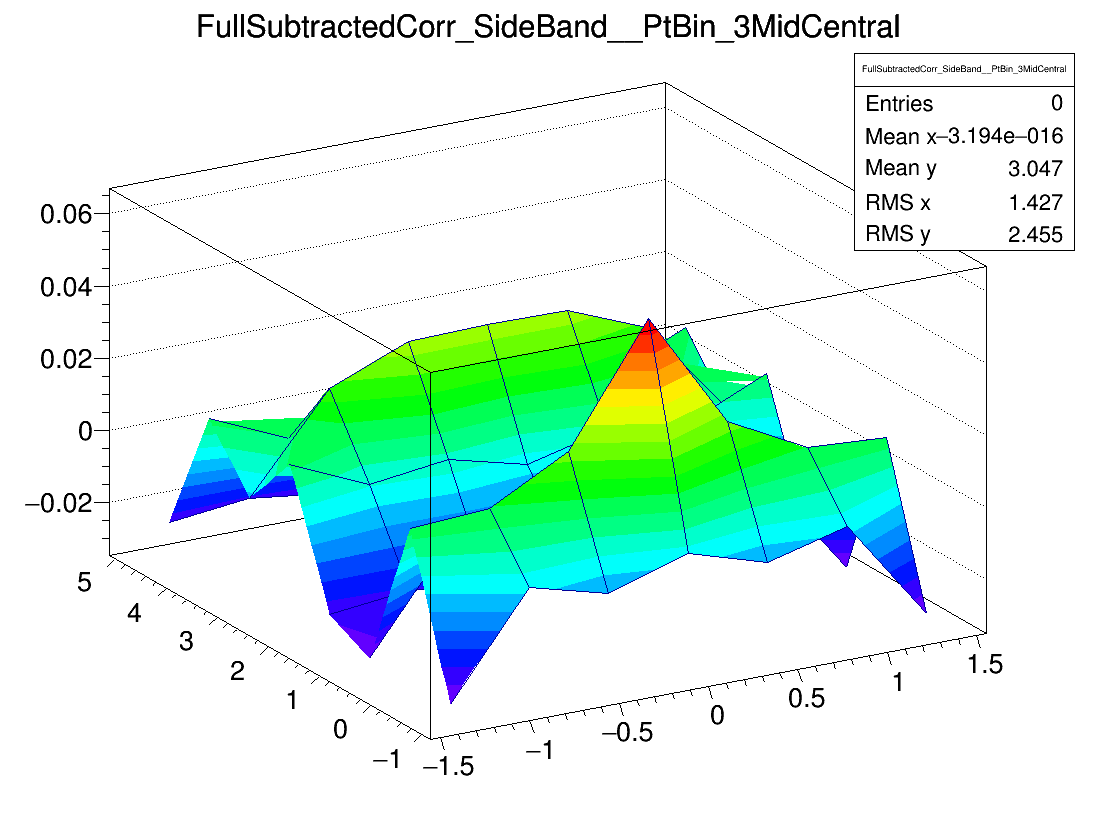 FullSubtractedCorr_SideBand__PtBin_3MidCentral
FullSubtractedCorr_SideBand__PtBin_3MidCentral
Entries 0
Mean x −3.194e−016
Mean y 3.047
RMS x 1.427
RMS y 2.455
0.06
0.04
0.02
0
−0.02
5
4
3
2
1
0
−1
−1.5
−1
−0.5
0
0.5
1
1.5